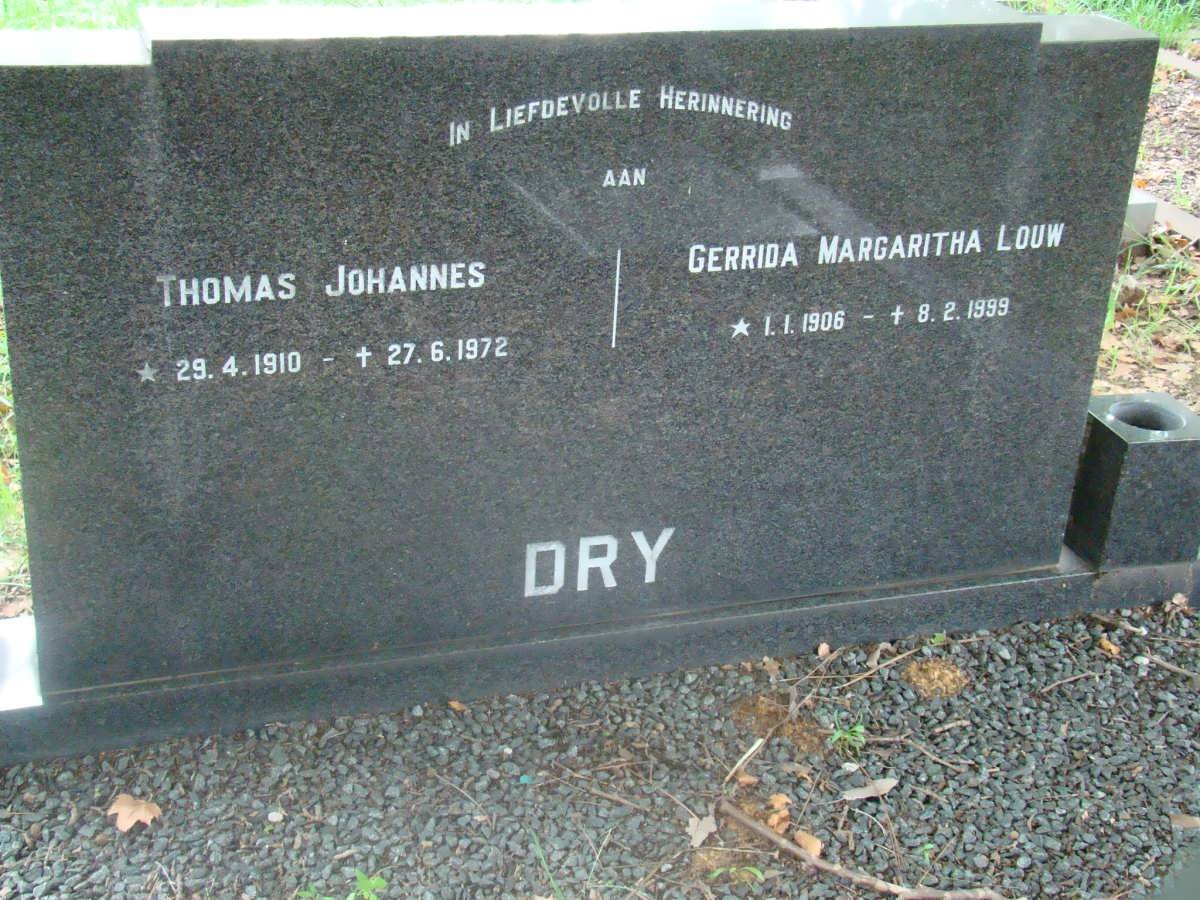 In Liefdevolle Herinnering
aan
Thomas Johannes
★ 29.4.1910 - ✝ 27.6.1972
Gerrida Margaritha Louw
★ 1.1.1906 - ✝ 8.2.1999
DRY